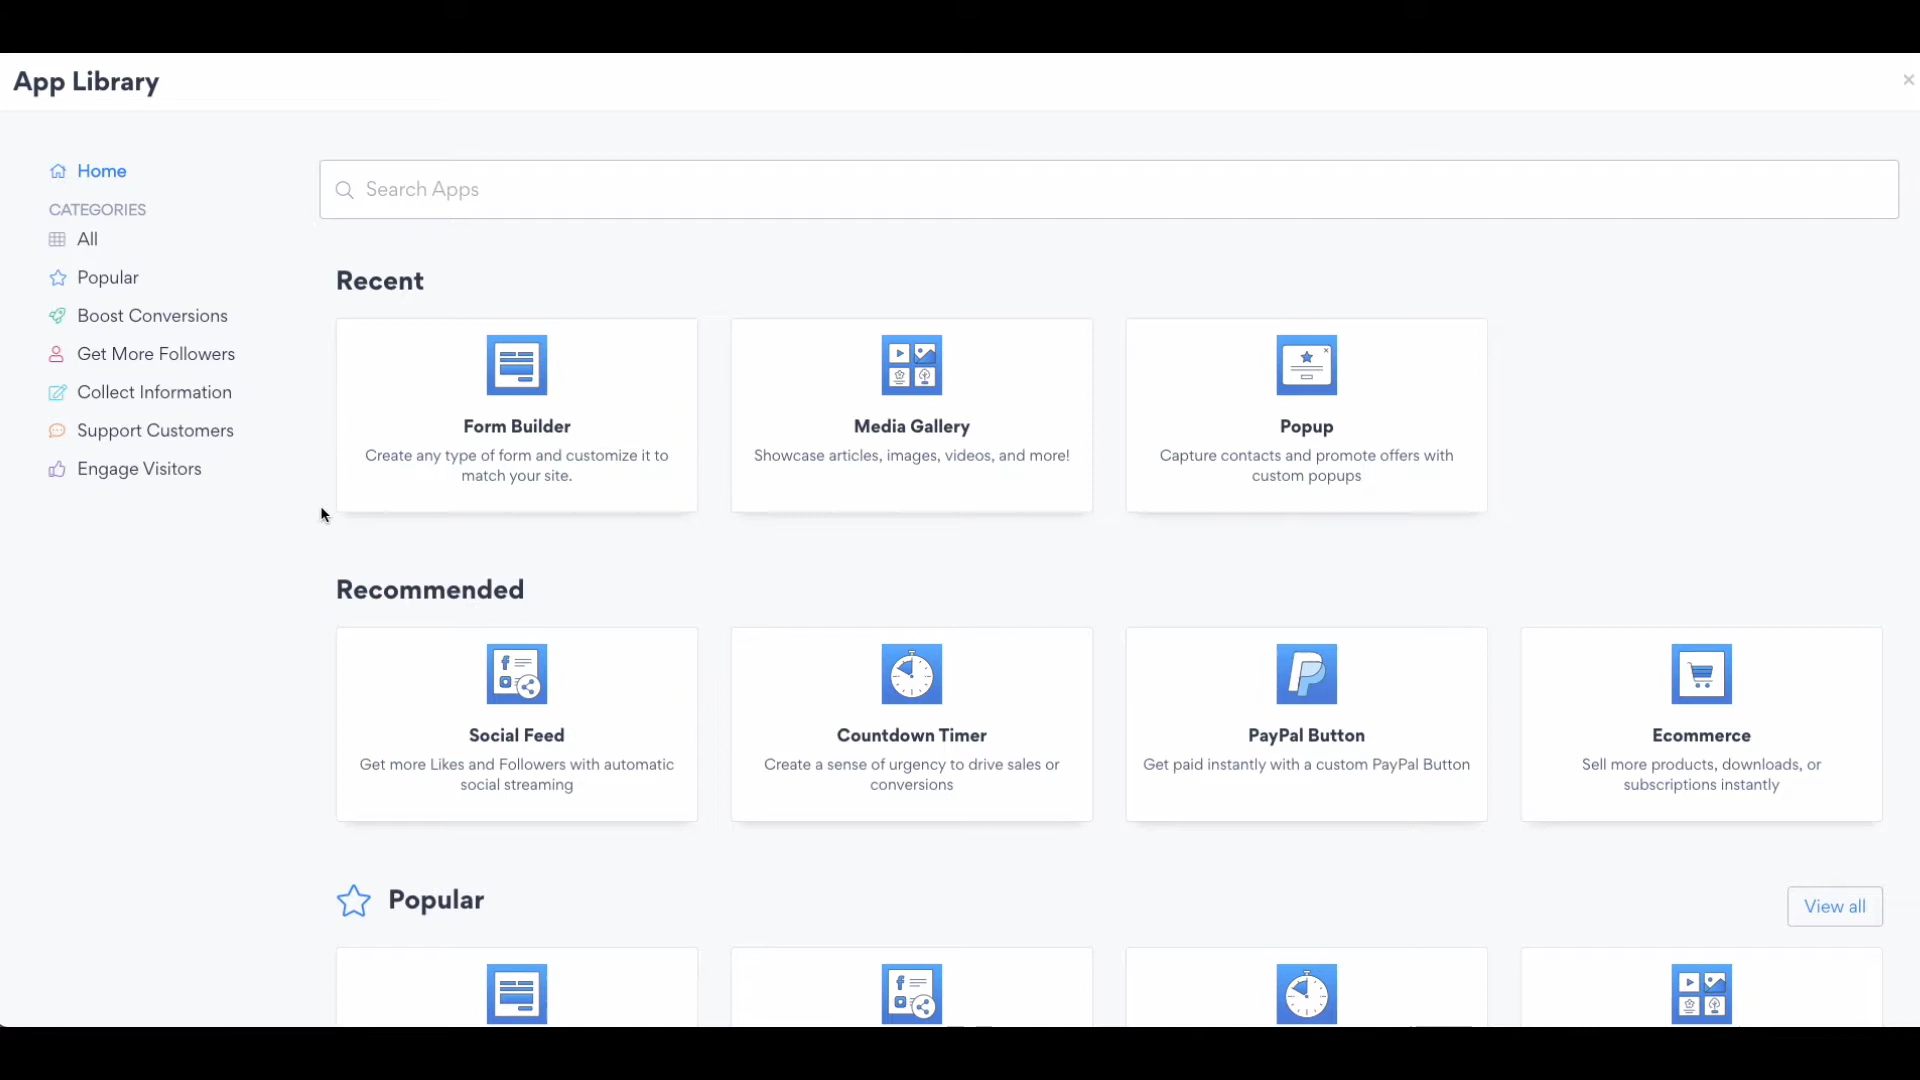 App Library
Home
CATEGORIES
All
Popular
Boost Conversions
Get More Followers
Collect Information
Support Customers
Engage Visitors
Search Apps
Recent
Form Builder
Create any type of form and customize it to
match your site.
Media Gallery
Showcase articles, images, videos, and more!
Popup
Capture contacts and promote offers with
custom popups
Recommended
Social Feed
Get more Likes and Followers with automatic
social streaming
Countdown Timer
Create a sense of urgency to drive sales or
conversions
PayPal Button
Get paid instantly with a custom PayPal Button
Ecommerce
Sell more products, downloads, or
subscriptions instantly
Popular
View all